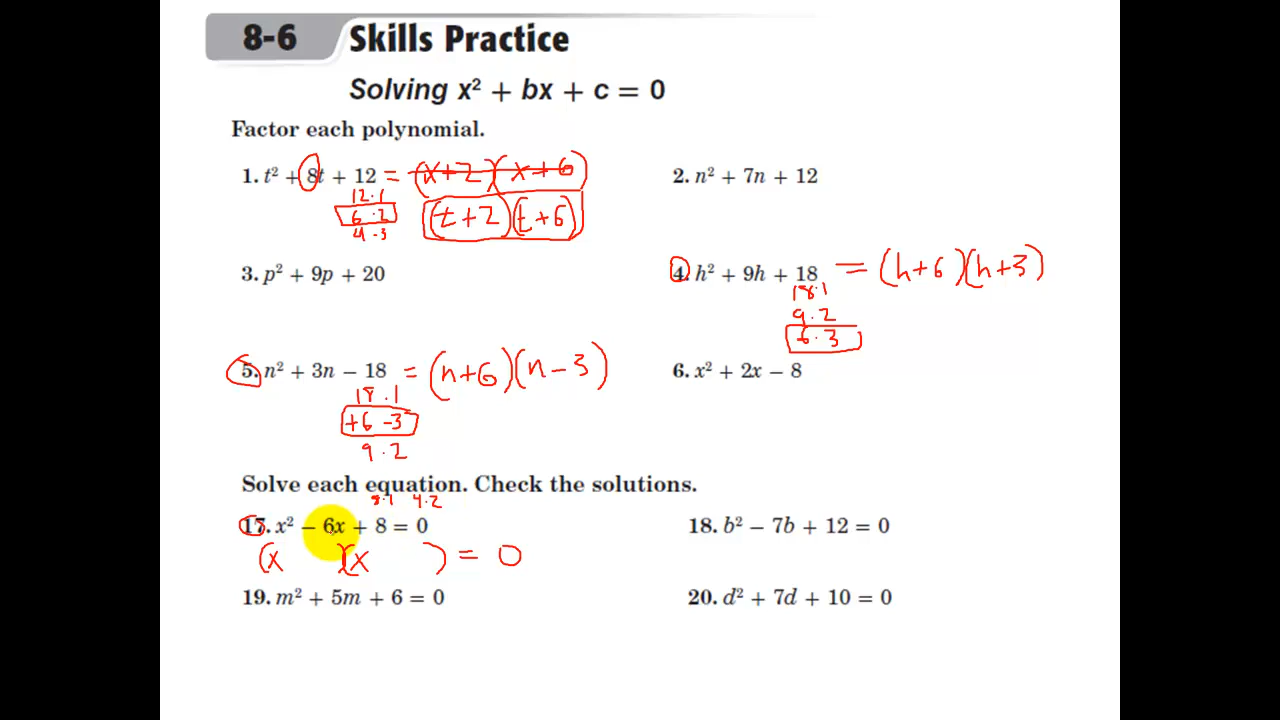 8-6 Skills Practice
Solving x² + bx + c = 0
Factor each polynomial.
1. t² + 8t + 12 = (x+2)(x+6)
12·1
6·2
4·3
(t+2)(t+6)
2. n² + 7n + 12
3. p² + 9p + 20
4. h² + 9h + 18 = (h+6)(h+3)
18·1
9·2
6·3
5. n² + 3n − 18 = (n+6)(n−3)
18·1
+6 −3
9·2
6. x² + 2x − 8
Solve each equation. Check the solutions.
8·1 4·2
17. x² − 6x + 8 = 0
(x )(x ) = 0
18. b² − 7b + 12 = 0
19. m² + 5m + 6 = 0
20. d² + 7d + 10 = 0